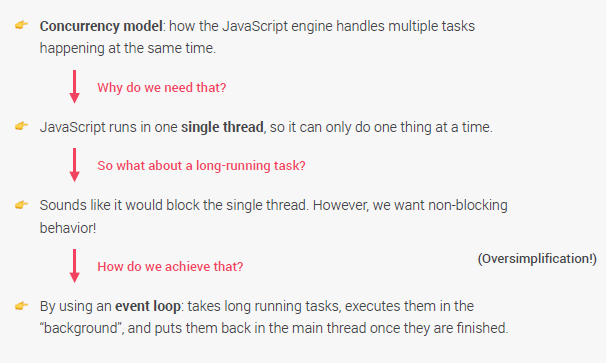 👉 Concurrency model: how the JavaScript engine handles multiple tasks
happening at the same time.
Why do we need that?
👉 JavaScript runs in one single thread, so it can only do one thing at a time.
So what about a long-running task?
👉 Sounds like it would block the single thread. However, we want non-blocking
behavior!
How do we achieve that?
(Oversimplification!)
👉 By using an event loop: takes long running tasks, executes them in the
“background”, and puts them back in the main thread once they are finished.